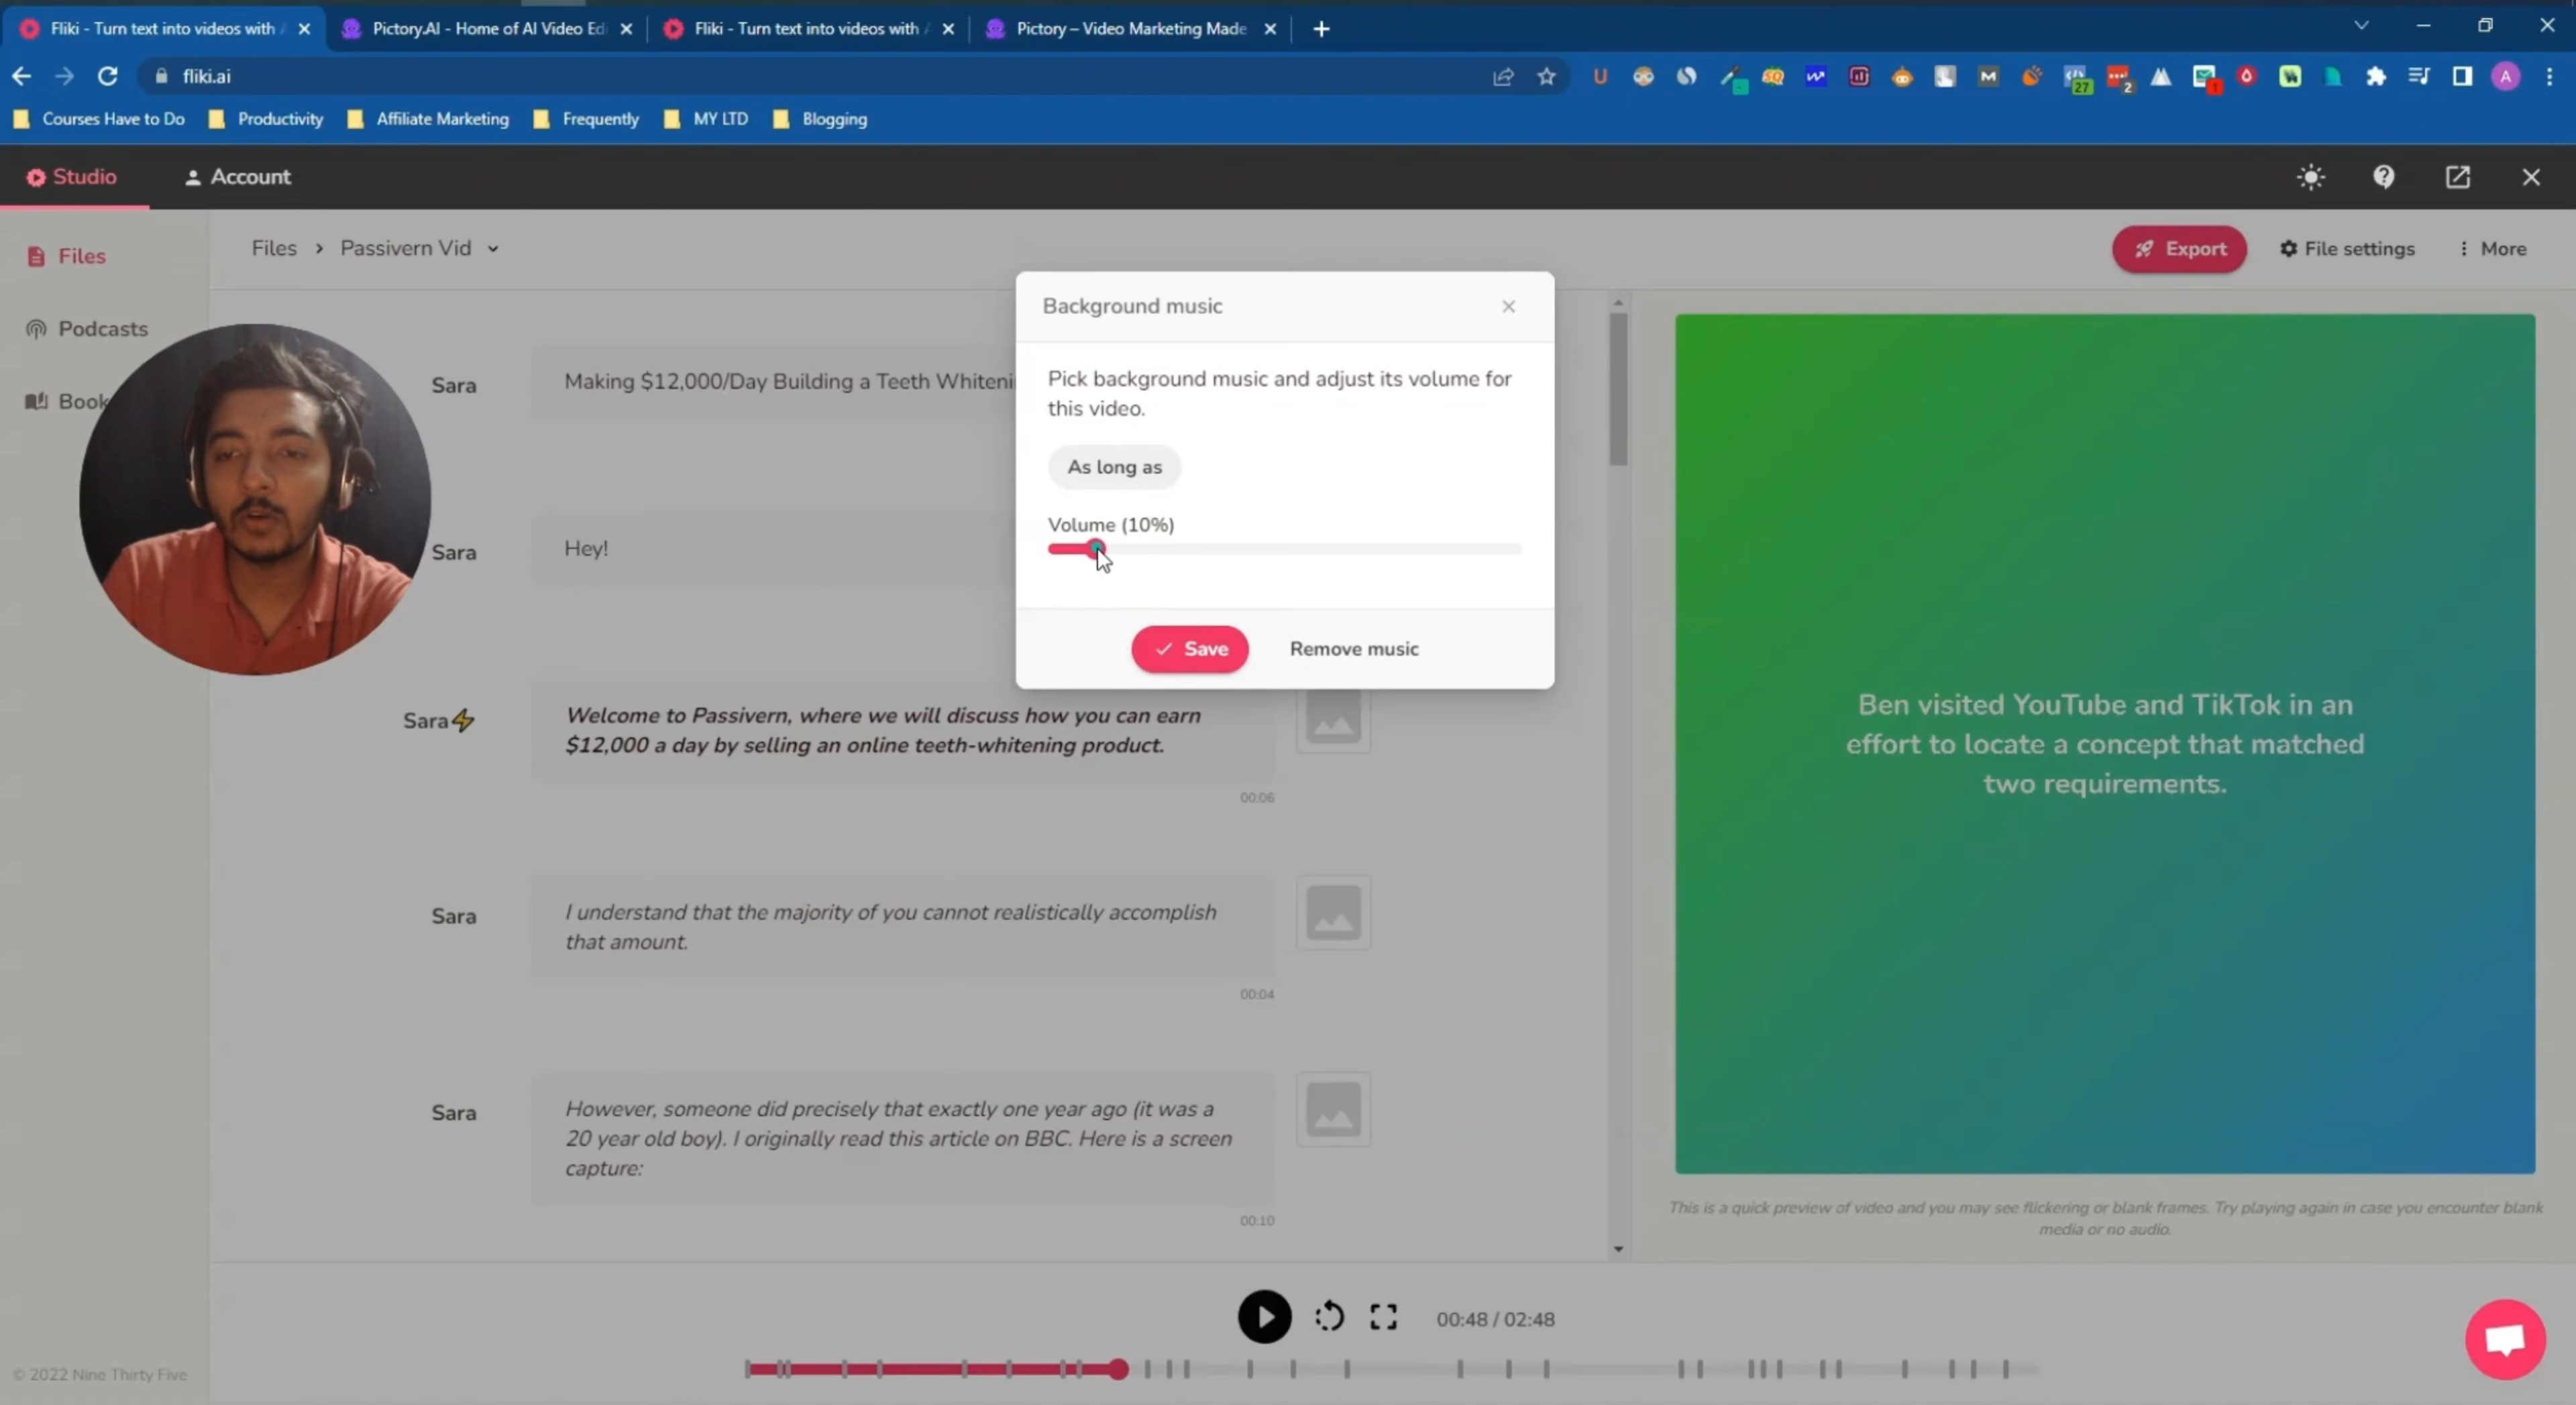 Fliki - Turn text into videos with
Pictory.AI - Home of AI Video Ed
Fliki - Turn text into videos with
Pictory – Video Marketing Made
fliki.ai
27
2
1
A
Courses Have to Do
Productivity
Affiliate Marketing
Frequently
MY LTD
Blogging
Studio
Account
Files
Podcasts
Book
Files > Passivern Vid
Export
File settings
More
Sara
Making $12,000/Day Building a Teeth Whiteni
Sara
Hey!
Sara
Welcome to Passivern, where we will discuss how you can earn
$12,000 a day by selling an online teeth-whitening product.
00:06
Sara
I understand that the majority of you cannot realistically accomplish
that amount.
00:04
Sara
However, someone did precisely that exactly one year ago (it was a
20 year old boy). I originally read this article on BBC. Here is a screen
capture:
00:10
Background music
Pick background music and adjust its volume for
this video.
As long as
Volume (10%)
Save
Remove music
Ben visited YouTube and TikTok in an
effort to locate a concept that matched
two requirements.
This is a quick preview of video and you may see flickering or blank frames. Try playing again in case you encounter blank
media or no audio.
00:48 / 02:48
© 2022 Nine Thirty Five